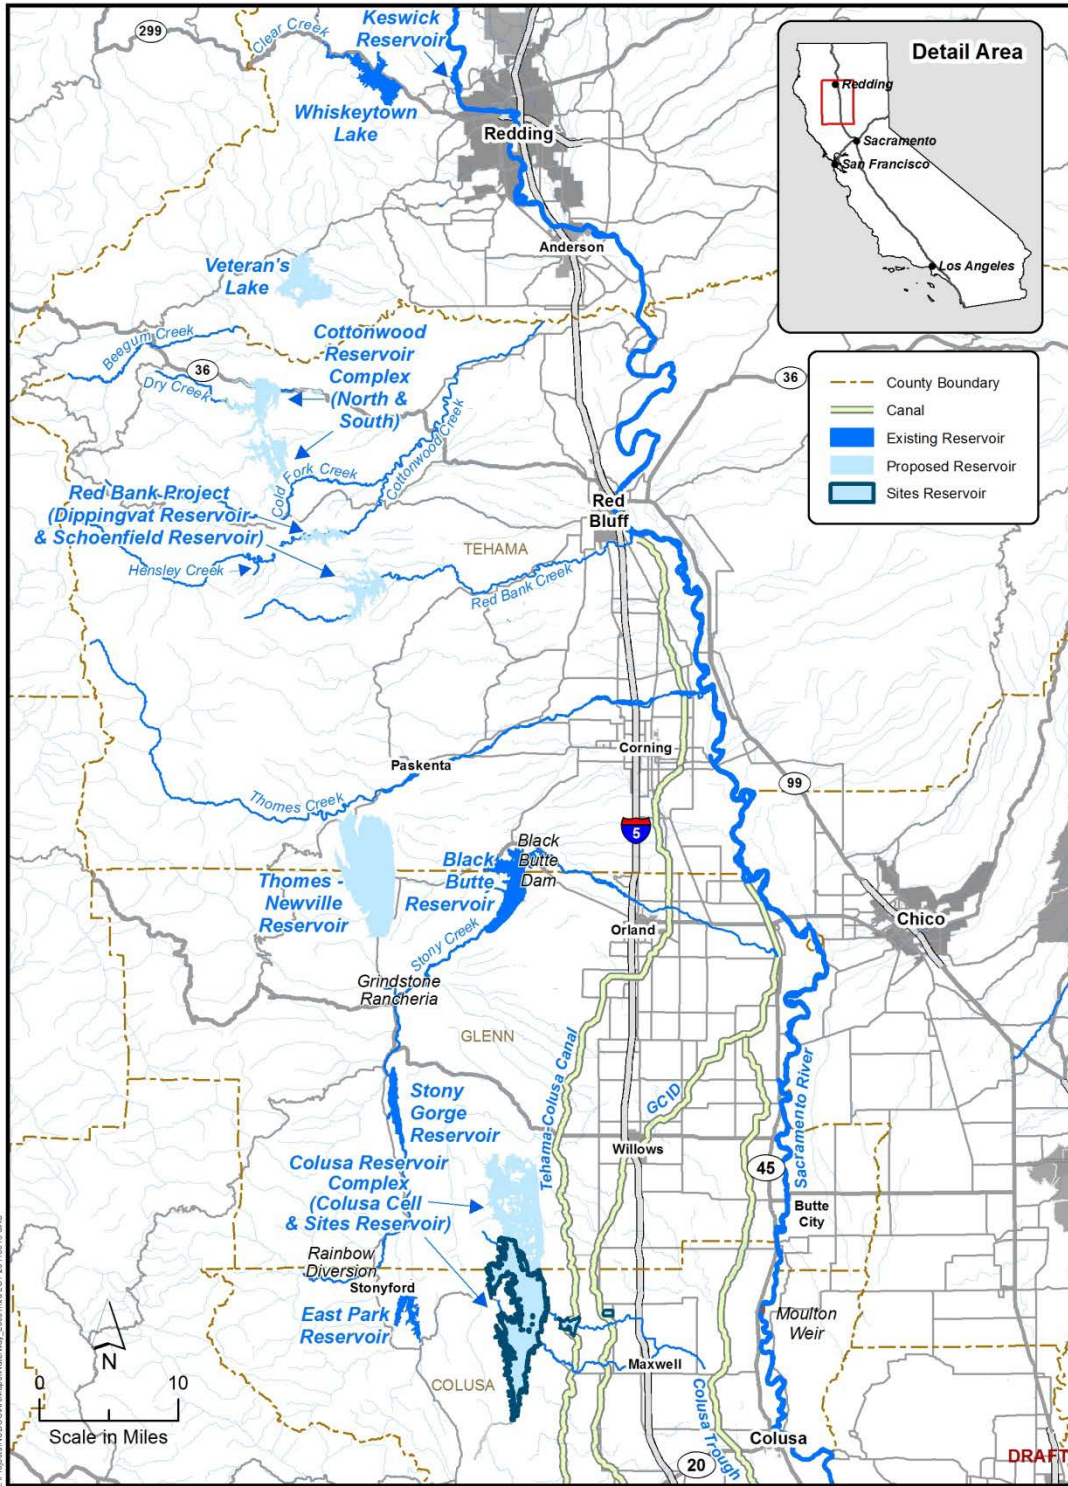 299
Clear Creek
Keswick
Reservoir
Whiskeytown
Lake
Redding
Anderson
Detail Area
Redding
Sacramento
San Francisco
Los Angeles
Veteran's
Lake
Beegum Creek
36
Dry Creek
Cottonwood
Reservoir
Complex
(North &
South)
Cottonwood Creek
Cold Fork Creek
36
County Boundary
Canal
Existing Reservoir
Proposed Reservoir
Sites Reservoir
Red Bank Project
(Dippingvat Reservoir
& Schoenfield Reservoir)
Hensley Creek
Red
Bluff
TEHAMA
Red Bank Creek
Corning
Paskenta
Thomes Creek
99
5
Black
Butte
Dam
Black
Butte
Reservoir
Thomes -
Newville
Reservoir
Chico
Orland
Stony Creek
Grindstone
Rancheria
GLENN
Tehama-Colusa Canal
GCID
Sacramento River
Stony
Gorge
Reservoir
Willows
45
Colusa Reservoir
Complex
(Colusa Cell
& Sites Reservoir)
Butte
City
Rainbow
Diversion
Stonyford
East Park
Reservoir
Moulton
Weir
Maxwell
COLUSA
Colusa Trough
Colusa
20
N
0 10
Scale in Miles
DRAFT